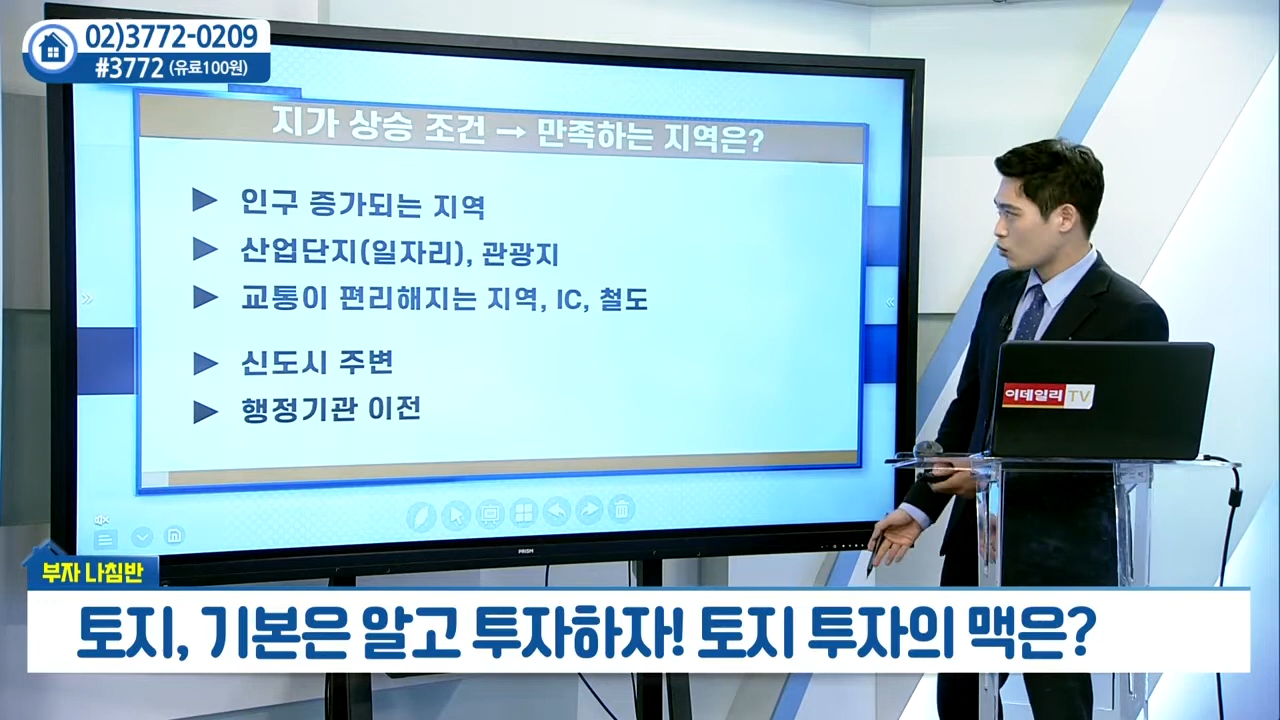 02)3772-0209
#3772 (유료100원)
지가 상승 조건 → 만족하는 지역은?
▶ 인구 증가되는 지역
▶ 산업단지(일자리), 관광지
▶ 교통이 편리해지는 지역, IC, 철도
▶ 신도시 주변
▶ 행정기관 이전
이데일리 TV
PRISM
부자 나침반
토지, 기본은 알고 투자하자! 토지 투자의 맥은?